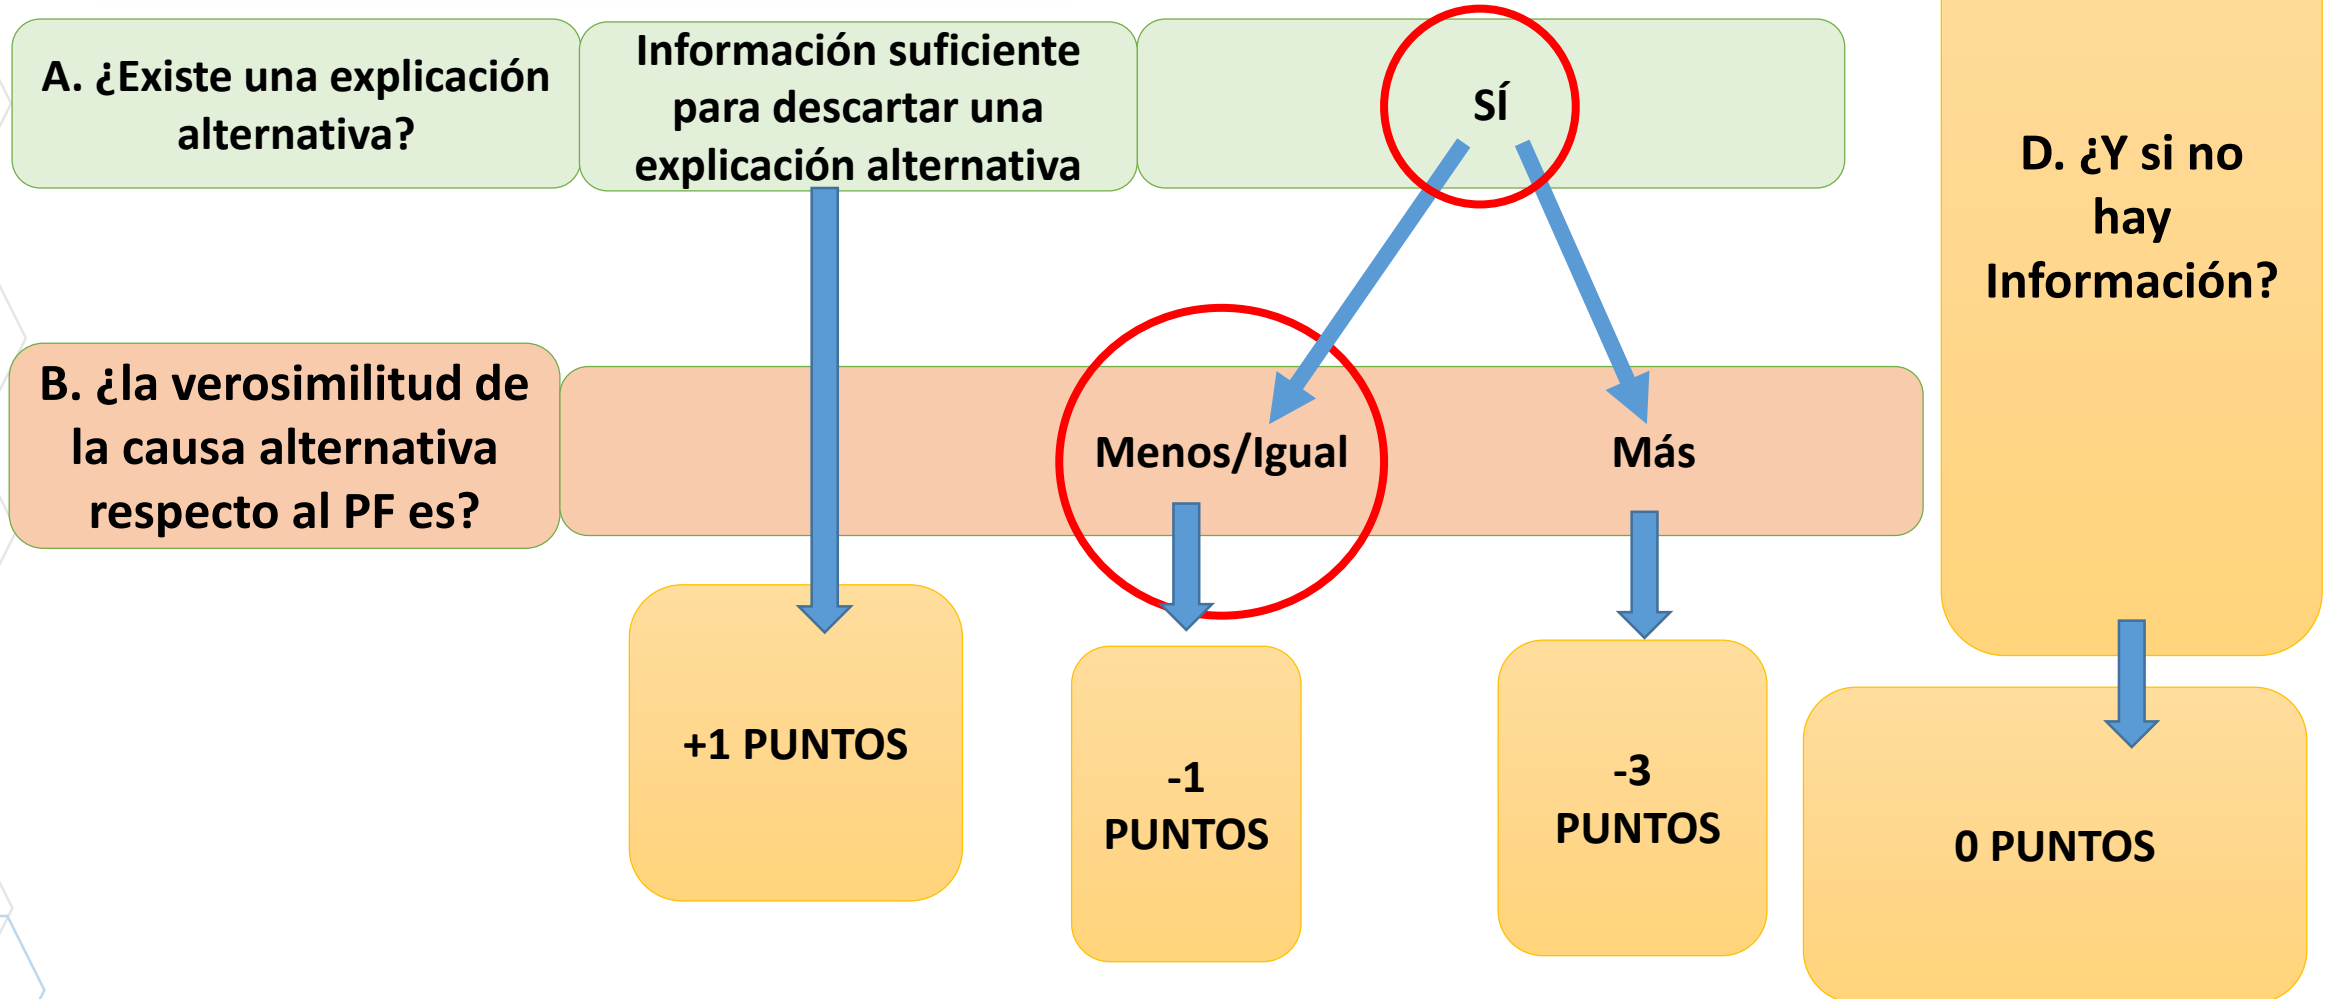 A. ¿Existe una explicación
alternativa?
Información suficiente
para descartar una
explicación alternativa
SÍ
D. ¿Y si no
hay
Información?
B. ¿la verosimilitud de
la causa alternativa
respecto al PF es?
Menos/Igual
Más
+1 PUNTOS
-1
PUNTOS
-3
PUNTOS
0 PUNTOS